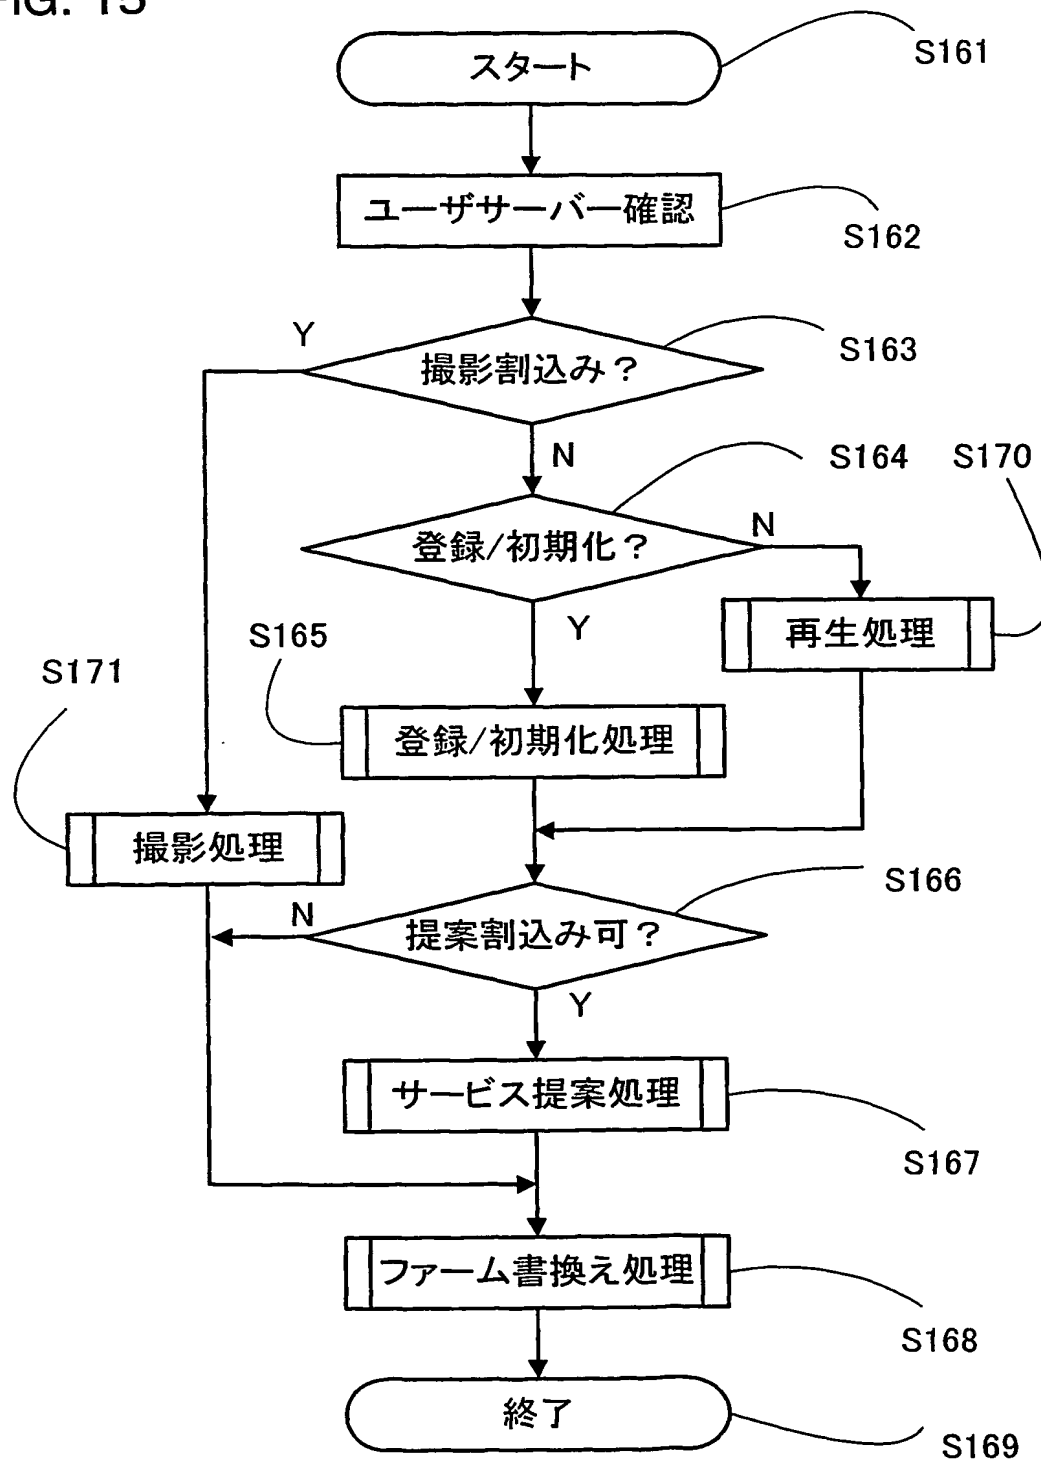 FIG. 15
スタート
S161
ユーザサーバー確認
S162
Y
撮影割込み？
S163
N
S164
S170
登録/初期化？
N
Y
S165
再生処理
S171
登録/初期化処理
撮影処理
S166
N
提案割込み可？
Y
サービス提案処理
S167
ファーム書換え処理
S168
終了
S169